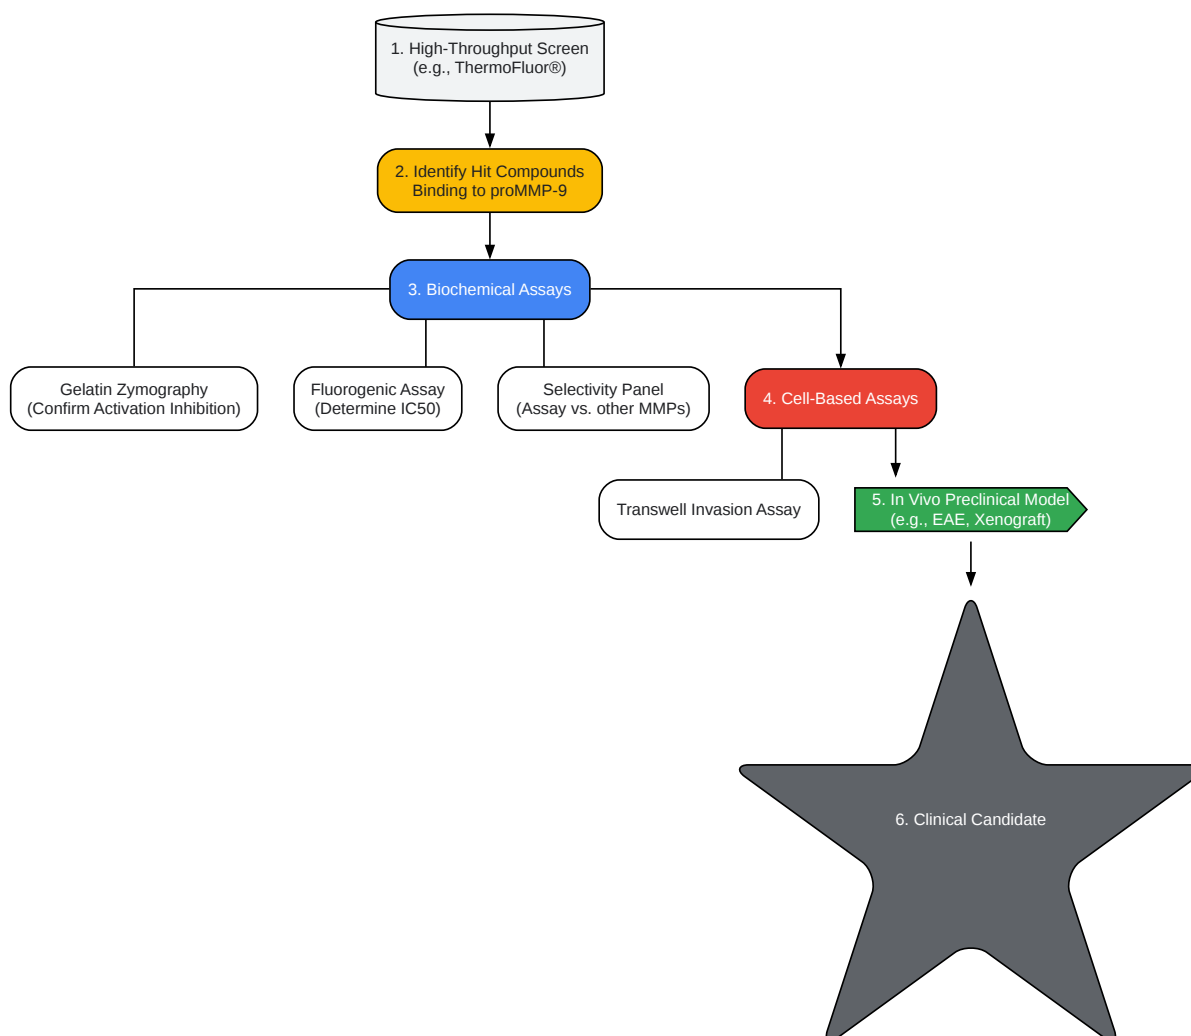 1. High-Throughput Screen
(e.g., ThermoFluor®)
2. Identify Hit Compounds
Binding to proMMP-9
3. Biochemical Assays
Gelatin Zymography
(Confirm Activation Inhibition)
Fluorogenic Assay
(Determine IC50)
Selectivity Panel
(Assay vs. other MMPs)
4. Cell-Based Assays
Transwell Invasion Assay
5. In Vivo Preclinical Model
(e.g., EAE, Xenograft)
6. Clinical Candidate